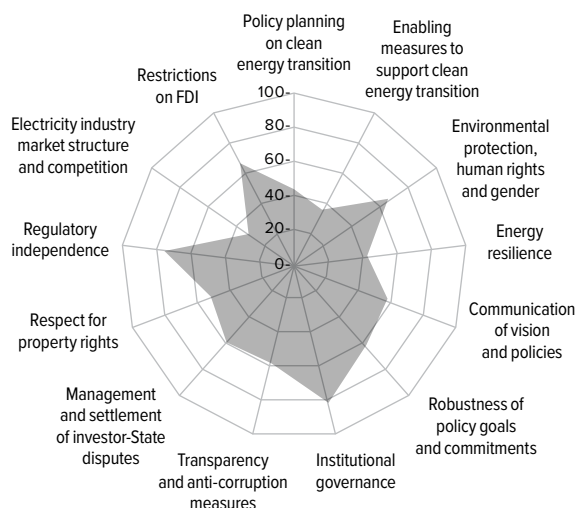 Policy planning
on clean
energy transition
Enabling
measures to
support clean
energy transition
Environmental
protection,
human rights
and gender
Energy
resilience
Communication
of vision
and policies
Robustness of
policy goals
and commitments
Institutional
governance
Transparency
and anti-corruption
measures
Management
and settlement
of investor-State
disputes
Respect for
property rights
Regulatory
independence
Electricity industry
market structure
and competition
Restrictions
on FDI
100-
80-
60-
40-
20-
0-